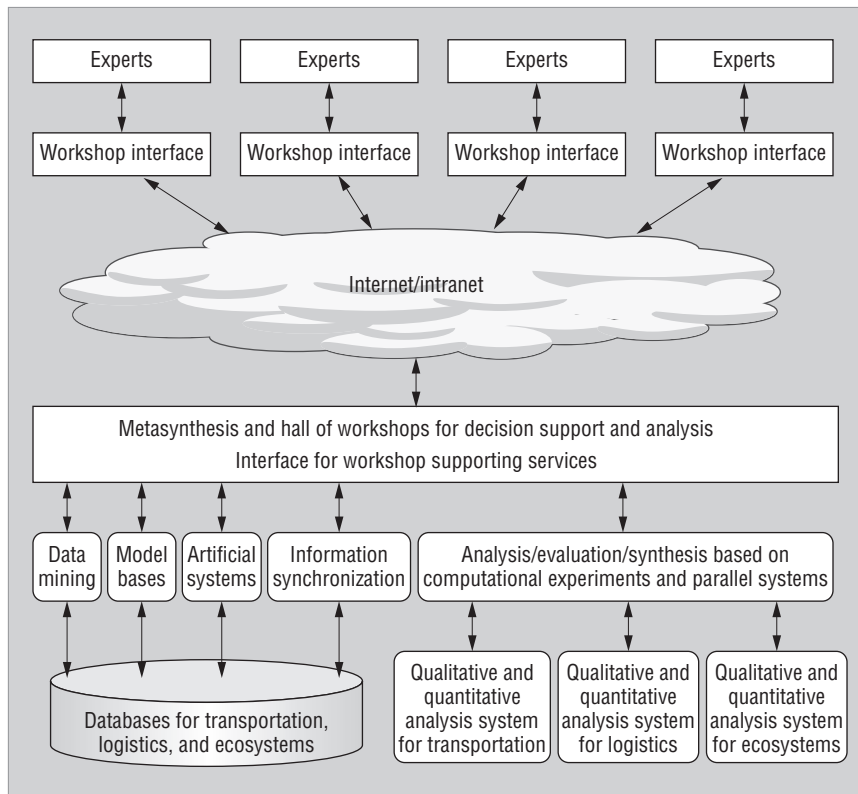 Experts
Experts
Experts
Experts
Workshop interface
Workshop interface
Workshop interface
Workshop interface
Internet/intranet
Metasynthesis and hall of workshops for decision support and analysis
Interface for workshop supporting services
Data
mining
Model
bases
Artificial
systems
Information
synchronization
Analysis/evaluation/synthesis based on
computational experiments and parallel systems
Databases for transportation,
logistics, and ecosystems
Qualitative and
quantitative
analysis system
for transportation
Qualitative and
quantitative
analysis system
for logistics
Qualitative and
quantitative
analysis system
for ecosystems